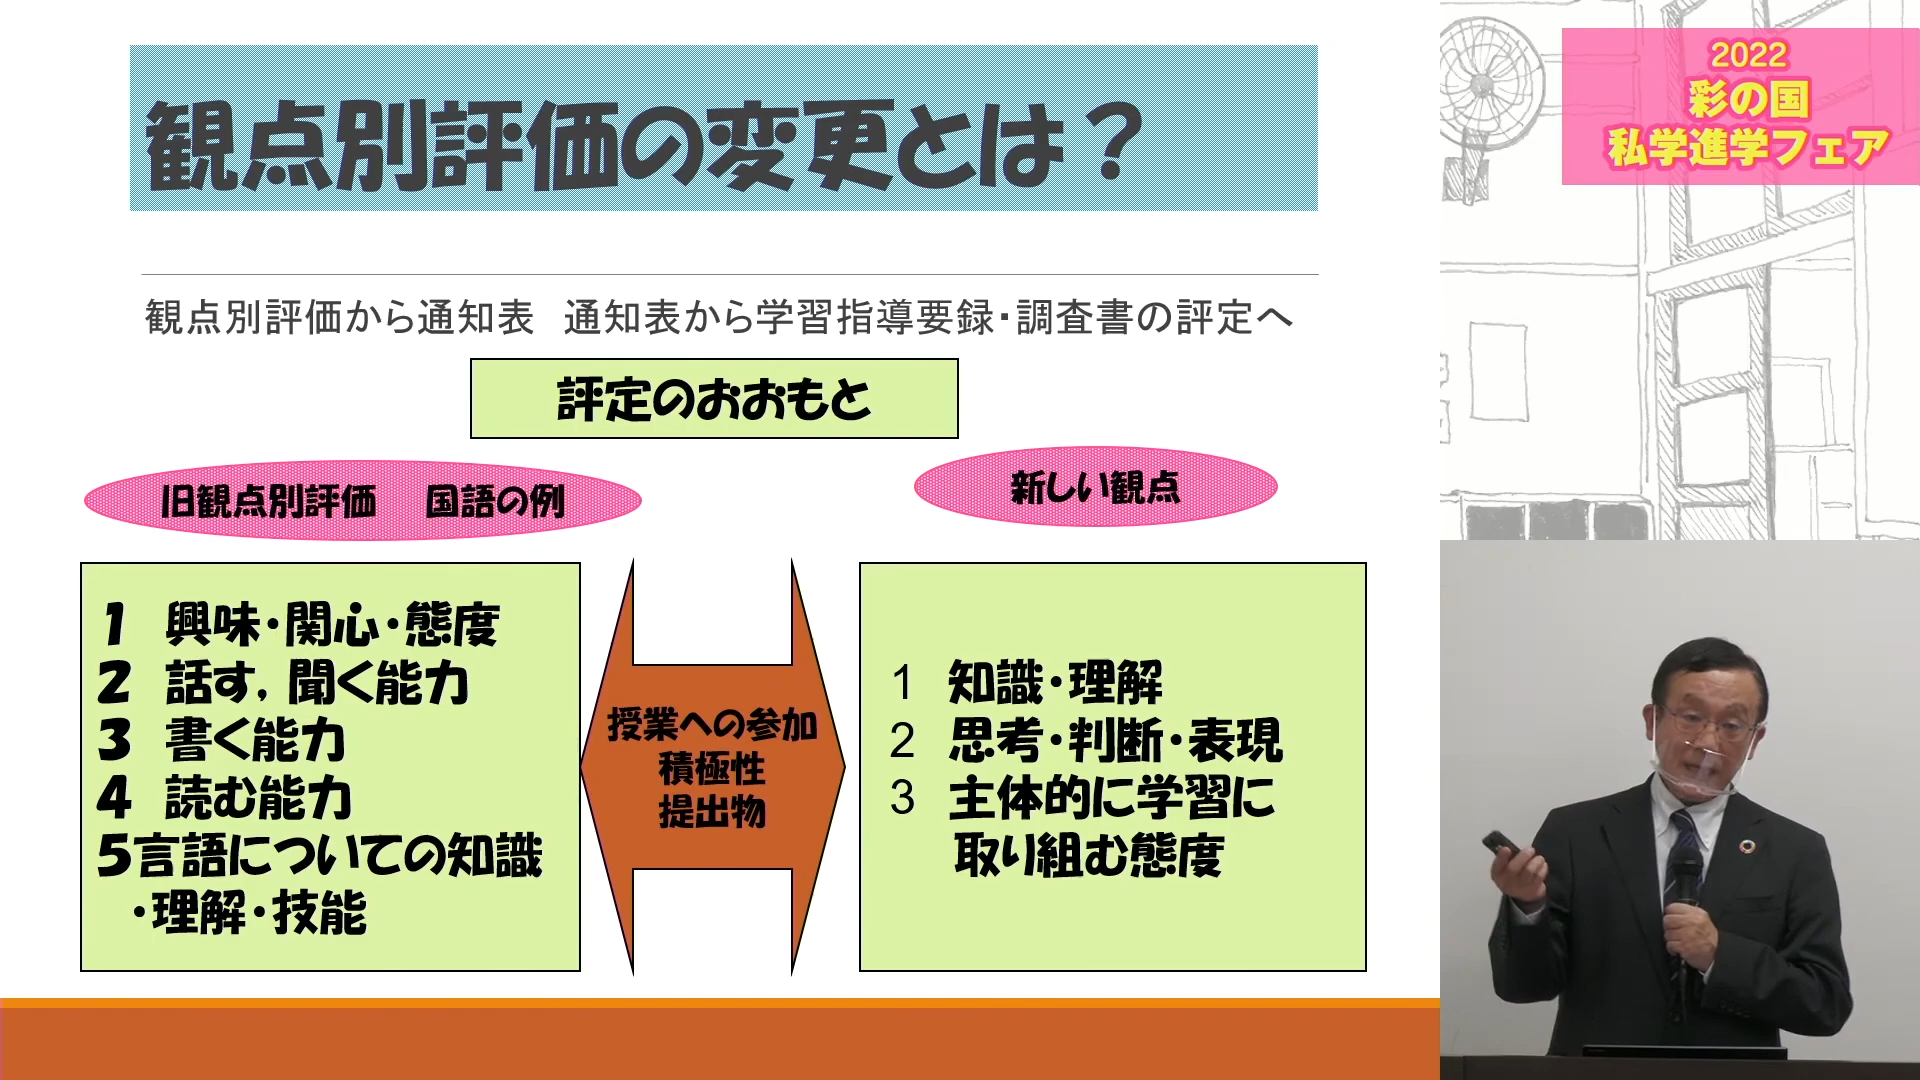 観点別評価の変更とは？
観点別評価から通知表　通知表から学習指導要録・調査書の評定へ
評定のおおもと
旧観点別評価　国語の例
1　興味・関心・態度
2　話す，聞く能力
3　書く能力
4　読む能力
5言語についての知識
・理解・技能
授業への参加
積極性
提出物
新しい観点
1　知識・理解
2　思考・判断・表現
3　主体的に学習に
取り組む態度
2022
彩の国
私学進学フェア